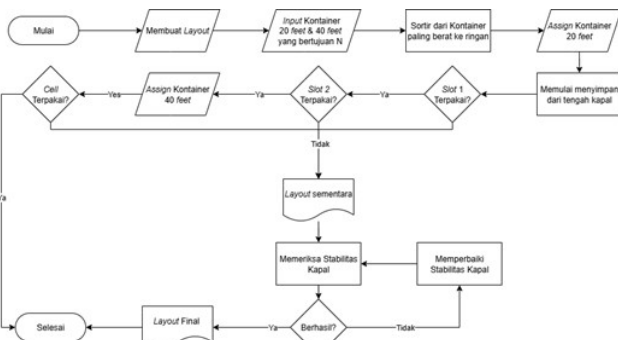 Mulai
Membuat Layout
Input Kontainer
20 feet & 40 feet
yang bertujuan N
Sortir dari Kontainer
paling berat ke ringan
Assign Kontainer
20 feet
Cell
Terpakai?
Yes
Assign Kontainer
40 feet
Ya
Slot 2
Terpakai?
Ya
Slot 1
Terpakai?
Memulai menyimpan
dari tengah kapal
Tidak
Layout sementara
Memeriksa Stabilitas
Kapal
Memperbaiki
Stabilitas Kapal
Selesai
Layout Final
Ya
Berhasil?
Tidak